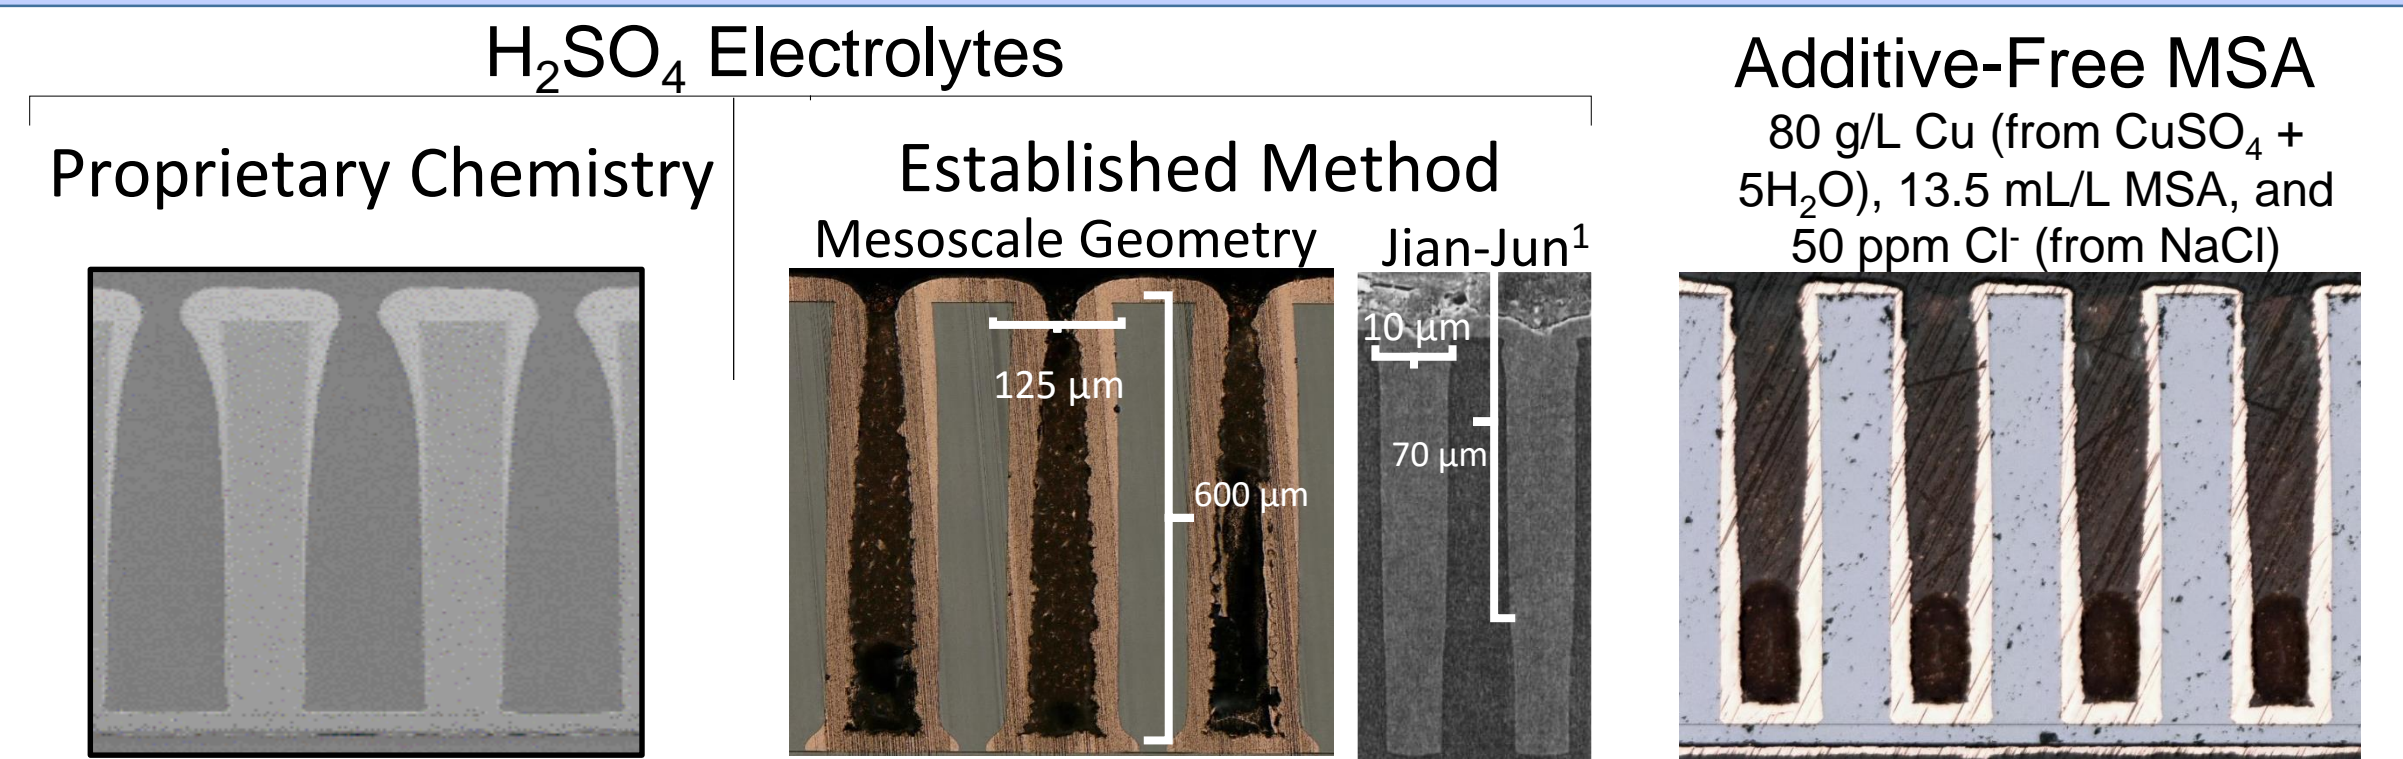 H₂SO₄ Electrolytes
Proprietary Chemistry
Established Method
Mesoscale Geometry
125 μm
600 μm
Jian-Jun¹
10 μm
70 μm
Additive-Free MSA
80 g/L Cu (from CuSO₄ +
5H₂O), 13.5 mL/L MSA, and
50 ppm Cl⁻ (from NaCl)